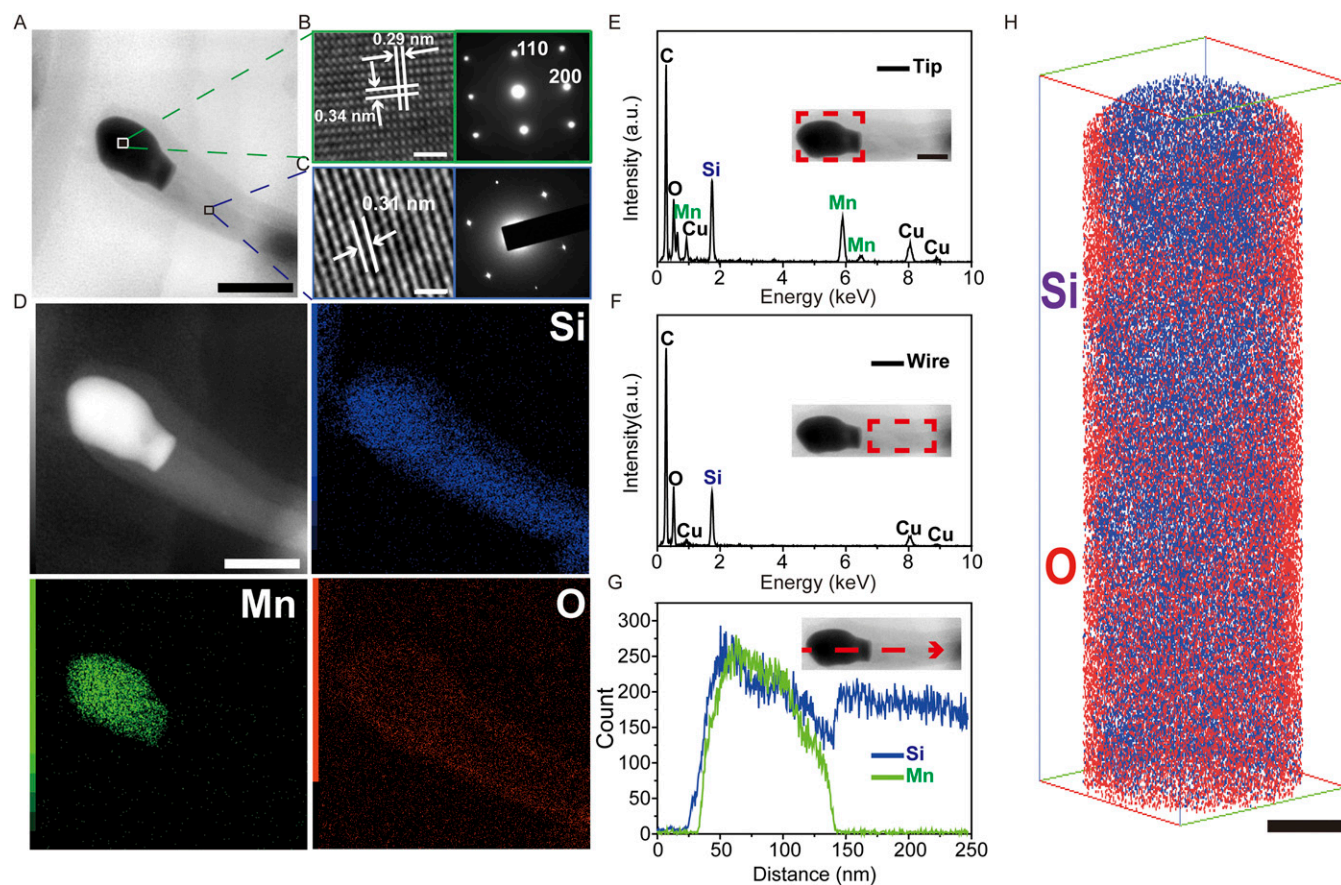 A
B
0.29 nm
0.34 nm
110
200
C
0.31 nm
D
Si
Mn
O
E
C
Tip
O
Mn
Cu
Si
Mn
Mn
Cu
Cu
Intensity (a.u.)
0 2 4 6 8 10
Energy (keV)
F
C
Wire
O
Cu
Si
Cu
Cu
Intensity(a.u.)
0 2 4 6 8 10
Energy (keV)
G
300
250
200
150
100
50
0
Count
Si
Mn
0 50 100 150 200 250
Distance (nm)
H
Si
O